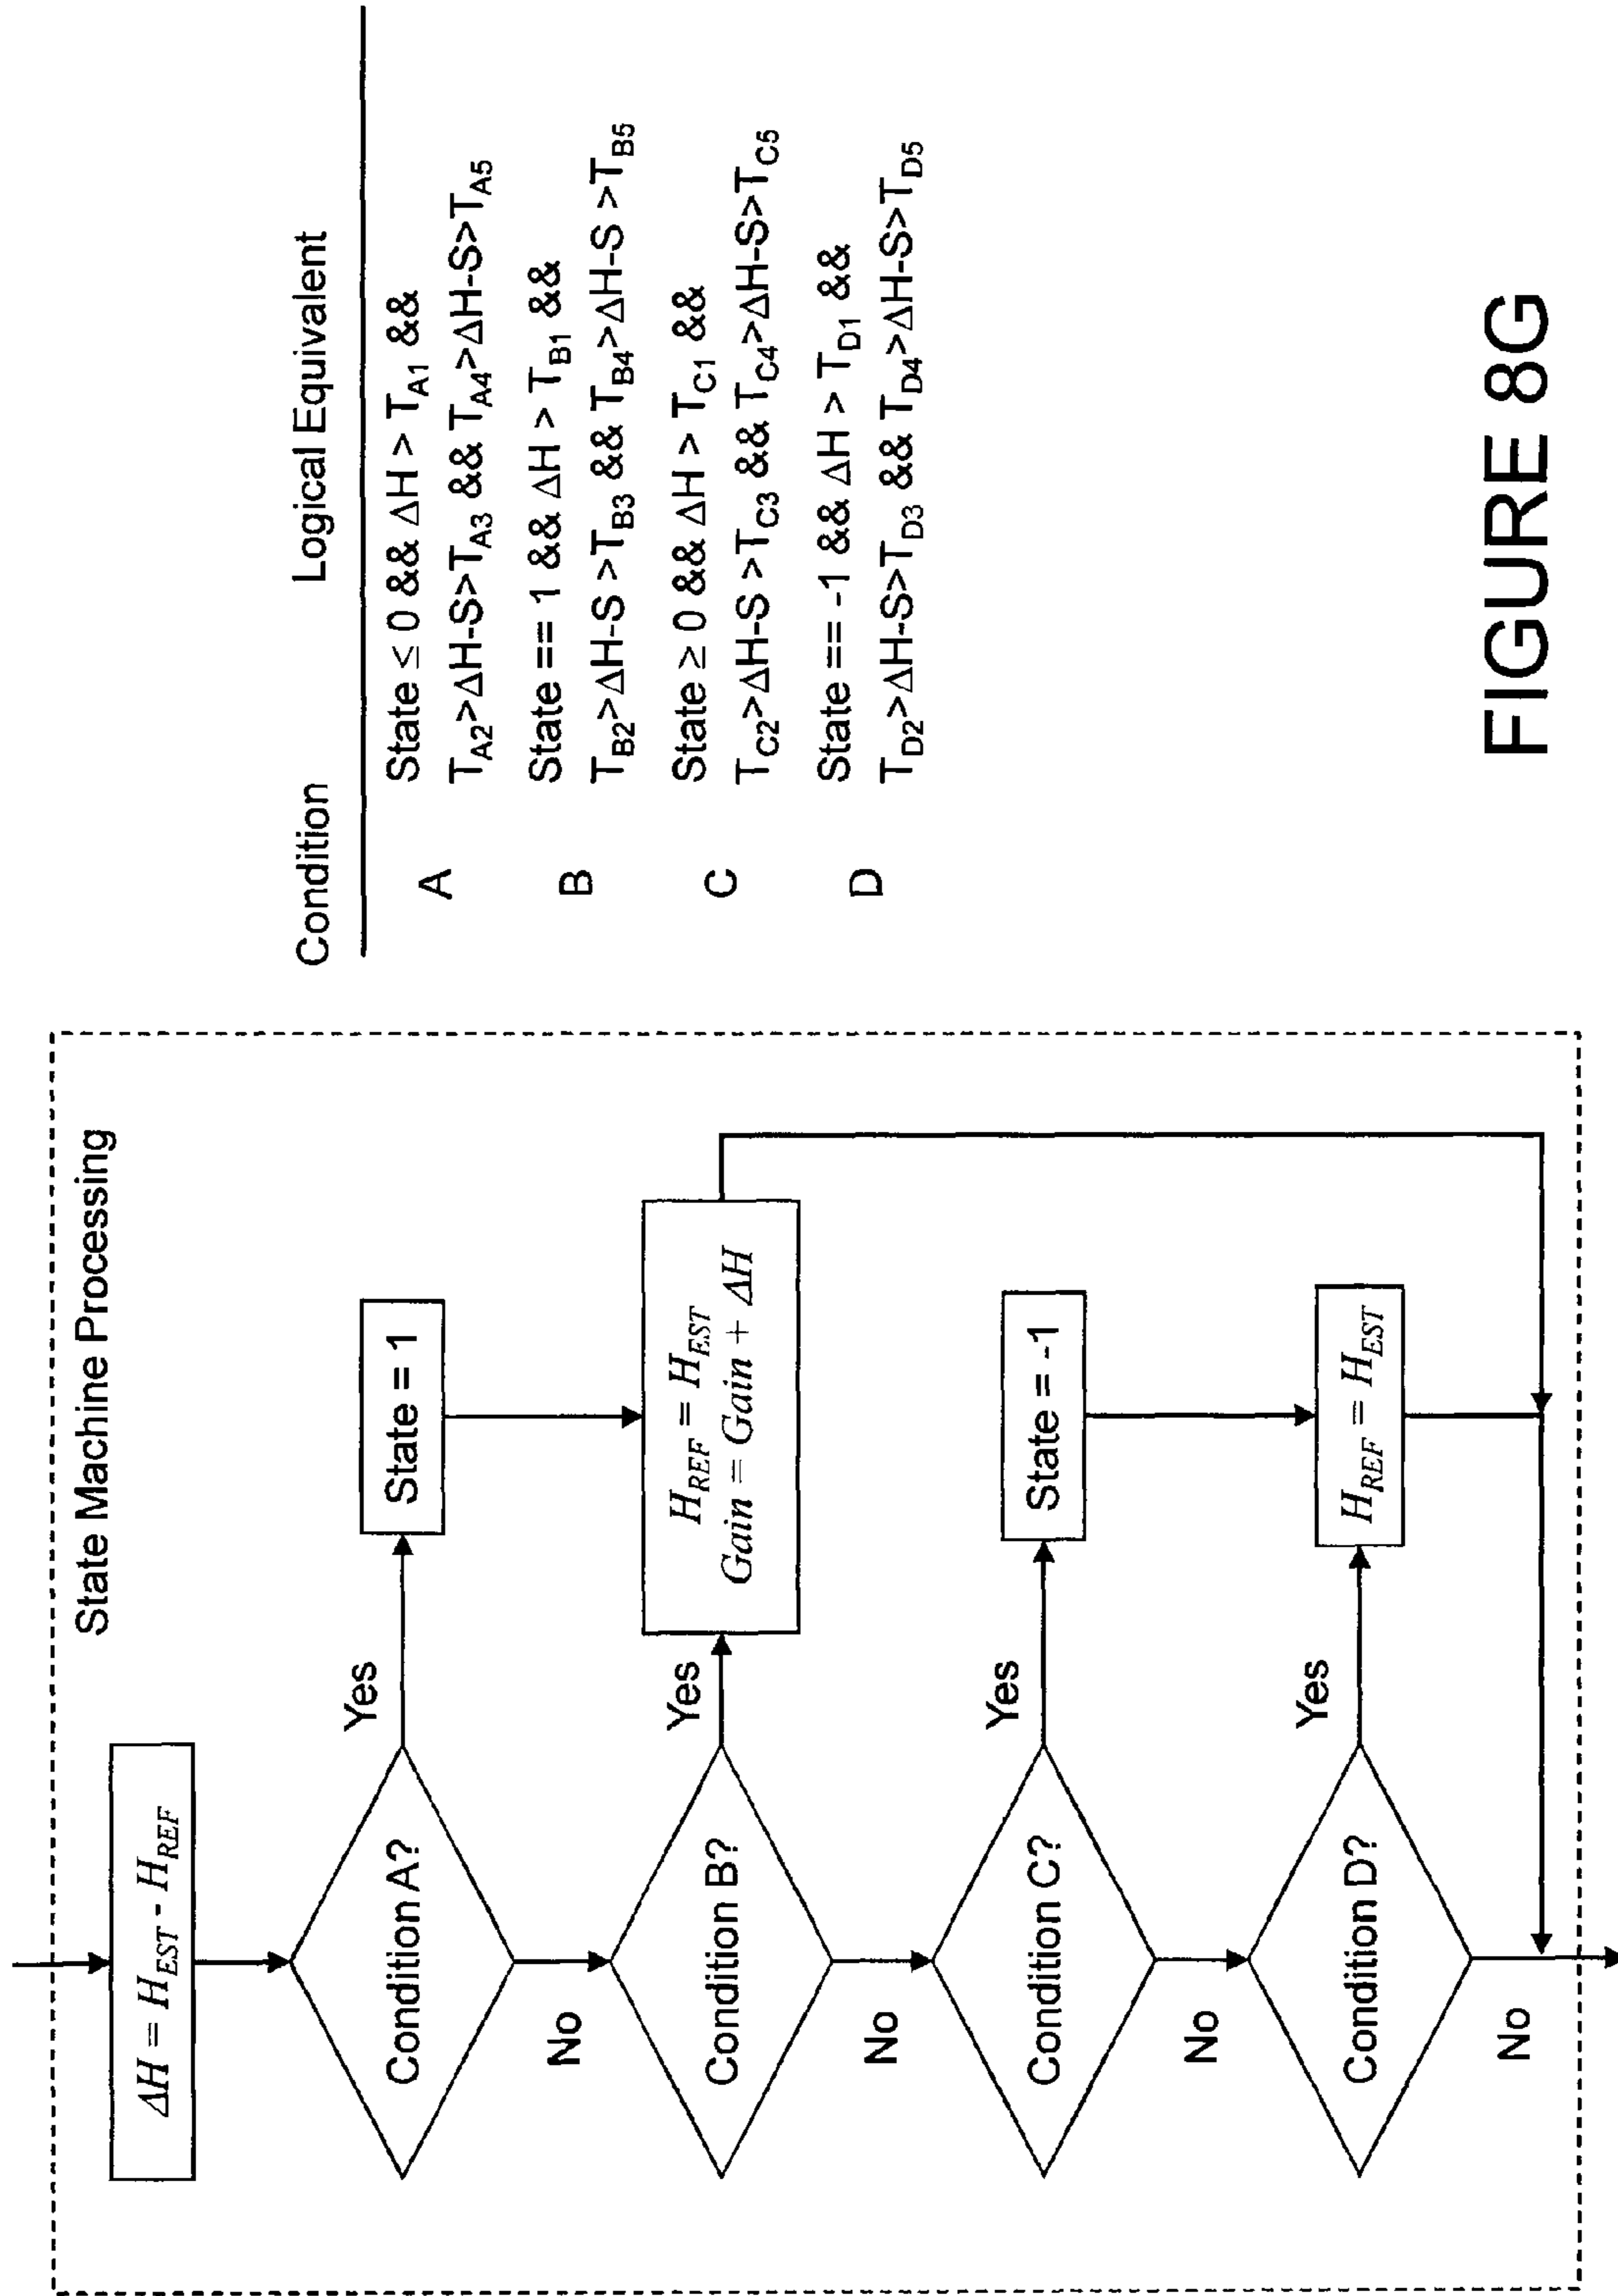 State Machine Processing
ΔH = H_EST - H_REF
Condition A?
Yes
State = 1
No
Condition B?
Yes
H_REF = H_EST
Gain = Gain + ΔH
No
Condition C?
Yes
State = -1
No
Condition D?
Yes
H_REF = H_EST
No
Condition Logical Equivalent
A State ≤ 0 && ΔH > T_A1 &&
T_A2>ΔH-S>T_A3 && T_A4>ΔH-S>T_A5
B State == 1 && ΔH > T_B1 &&
T_B2>ΔH-S >T_B3 && T_B4>ΔH-S >T_B5
C State ≥ 0 && ΔH > T_C1 &&
T_C2>ΔH-S >T_C3 && T_C4>ΔH-S>T_C5
D State == -1 && ΔH > T_D1 &&
T_D2>ΔH-S>T_D3 && T_D4>ΔH-S>T_D5
FIGURE 8G